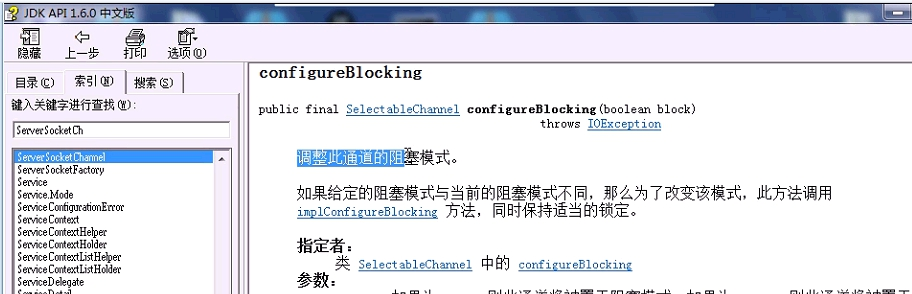 JDK API 1.6.0 中文版
隐藏 上一步 打印 选项(O)
目录(C) 索引(N) 搜索(S)
键入关键字进行查找(W):
ServerSocketCh
ServerSocketChannel
ServerSocketFactory
Service
Service.Mode
ServiceConfigurationError
ServiceContext
ServiceContextHelper
ServiceContextHolder
ServiceContextListHelper
ServiceContextListHolder
ServiceDelegate
ServiceDetail
configureBlocking
public final SelectableChannel configureBlocking(boolean block)
throws IOException
调整此通道的阻塞模式。
如果给定的阻塞模式与当前的阻塞模式不同，那么为了改变该模式，此方法调用
implConfigureBlocking 方法，同时保持适当的锁定。
指定者：
类 SelectableChannel 中的 configureBlocking
参数：